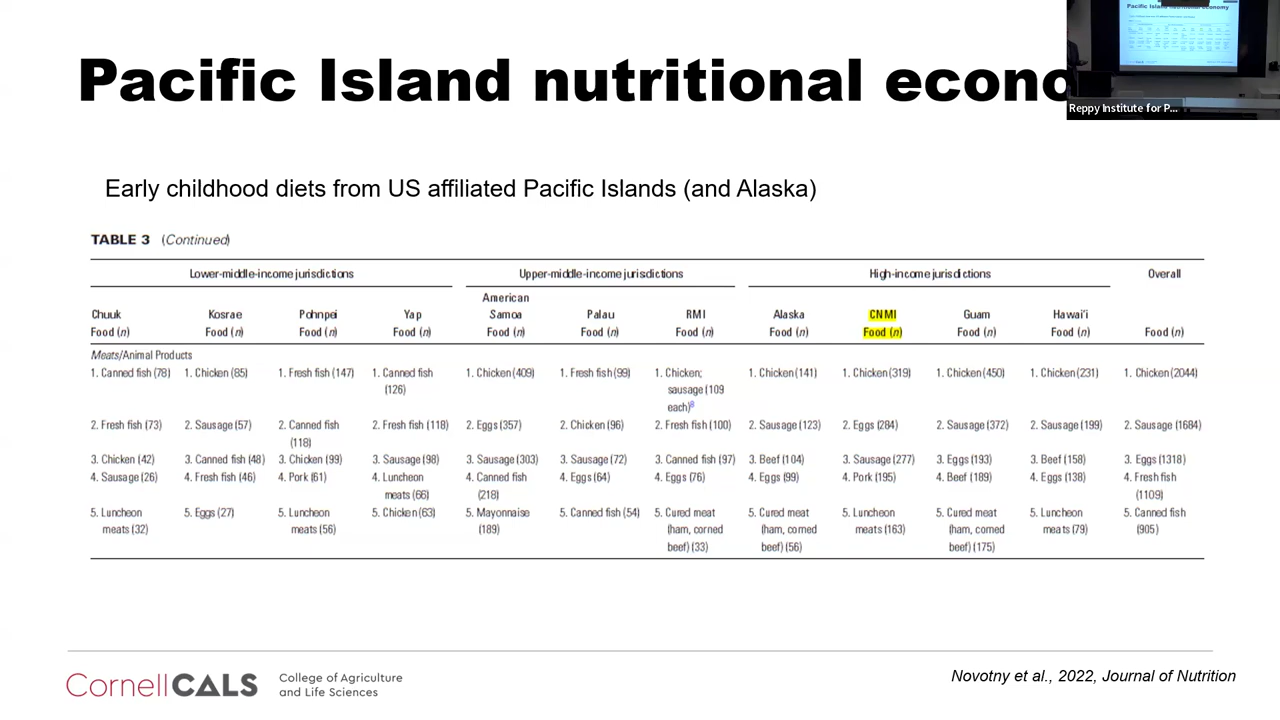 Pacific Island nutritional econo
Reppy Institute for P...
Early childhood diets from US affiliated Pacific Islands (and Alaska)
TABLE 3 (Continued)
Lower-middle-income jurisdictions Upper-middle-income jurisdictions High-income jurisdictions Overall
American
Chuuk Kosrae Pohnpei Yap Samoa Palau RMI Alaska CNMI Guam Hawai'i
Food (n) Food (n) Food (n) Food (n) Food (n) Food (n) Food (n) Food (n) Food (n) Food (n) Food (n) Food (n)
Meats/Animal Products
1. Canned fish (78) 1. Chicken (85) 1. Fresh fish (147) 1. Canned fish 1. Chicken (409) 1. Fresh fish (99) 1. Chicken; 1. Chicken (141) 1. Chicken (319) 1. Chicken (450) 1. Chicken (231) 1. Chicken (2044)
(126) sausage (109
each)8
2. Fresh fish (73) 2. Sausage (57) 2. Canned fish 2. Fresh fish (118) 2. Eggs (357) 2. Chicken (96) 2. Fresh fish (100) 2. Sausage (123) 2. Eggs (284) 2. Sausage (372) 2. Sausage (199) 2. Sausage (1684)
(118)
3. Chicken (42) 3. Canned fish (48) 3. Chicken (99) 3. Sausage (98) 3. Sausage (303) 3. Sausage (72) 3. Canned fish (97) 3. Beef (104) 3. Sausage (277) 3. Eggs (193) 3. Beef (158) 3. Eggs (1318)
4. Sausage (26) 4. Fresh fish (46) 4. Pork (61) 4. Luncheon 4. Canned fish 4. Eggs (64) 4. Eggs (76) 4. Eggs (99) 4. Pork (195) 4. Beef (189) 4. Eggs (138) 4. Fresh fish
meats (66) (218) (1109)
5. Luncheon 5. Eggs (27) 5. Luncheon 5. Chicken (63) 5. Mayonnaise 5. Canned fish (54) 5. Cured meat 5. Cured meat 5. Luncheon 5. Cured meat 5. Luncheon 5. Canned fish
meats (32) meats (56) (189) (ham, corned (ham, corned meats (163) (ham, corned meats (79) (905)
beef) (33) beef) (56) beef) (175)
CornellCALS College of Agriculture
and Life Sciences
Novotny et al., 2022, Journal of Nutrition